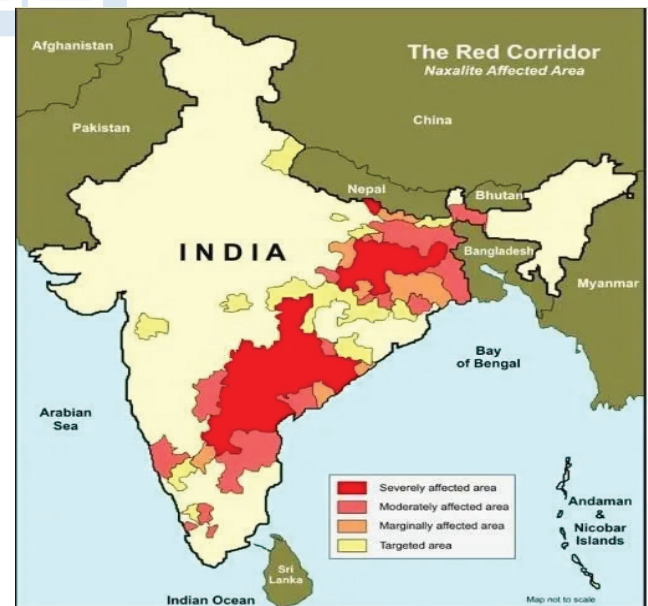 The Red Corridor
Naxalite Affected Area
Afghanistan
Pakistan
China
Nepal
Bhutan
INDIA
Bangladesh
Myanmar
Bay
of Bengal
Arabian
Sea
Severely affected area
Moderately affected area
Marginally affected area
Targeted area
Andaman
&
Nicobar
Islands
Sri
Lanka
Indian Ocean
Map not to scale